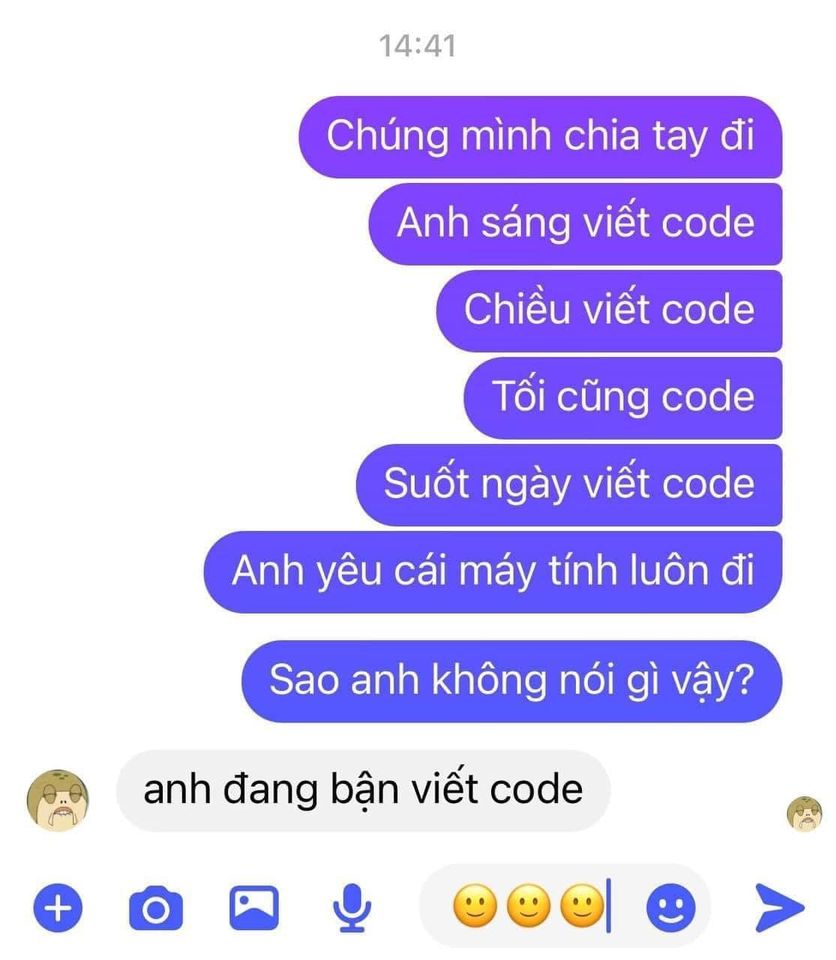 14:41
Chúng mình chia tay đi
Anh sáng viết code
Chiều viết code
Tối cũng code
Suốt ngày viết code
Anh yêu cái máy tính luôn đi
Sao anh không nói gì vậy?
anh đang bận viết code
🙂🙂🙂